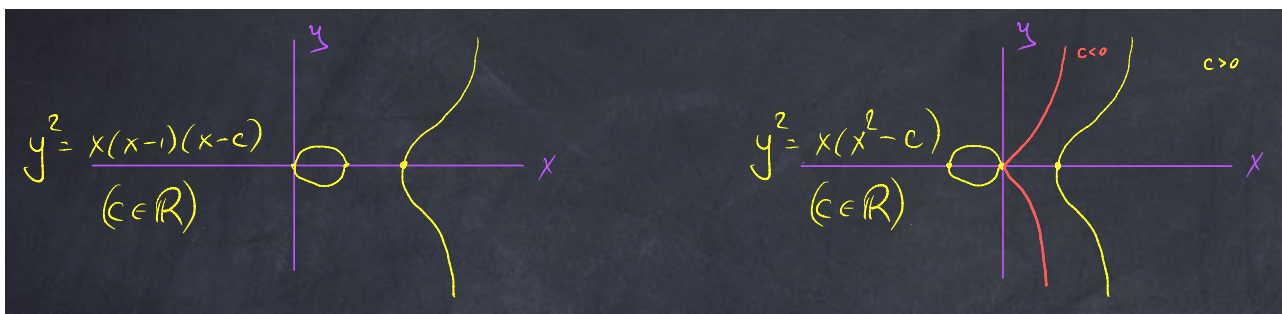 y
y² = x(x-1)(x-c)
x
(c ∈ ℝ)
y
c<0
c>0
y² = x(x²-c)
x
(c ∈ ℝ)